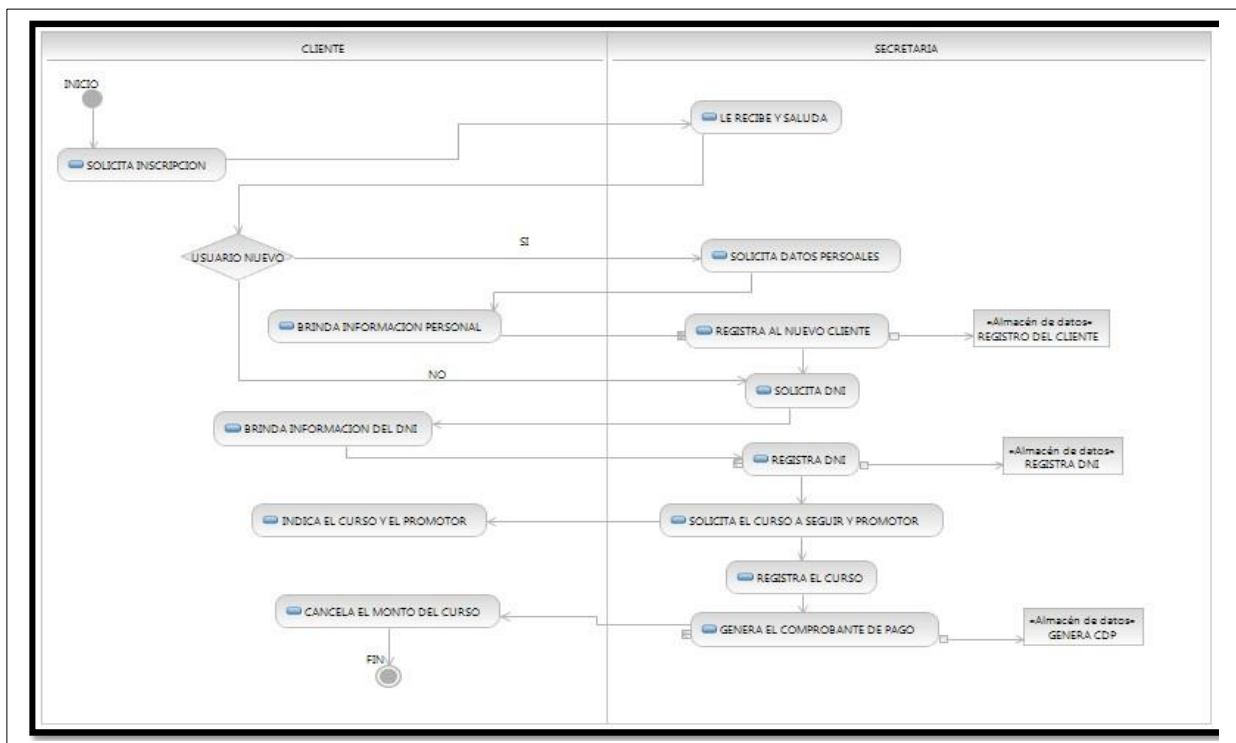 CLIENTE
SECRETARIA
INICIO
LE RECIBE Y SALUDA
SOLICITA INSCRIPCION
SI
USUARIO NUEVO
SOLICITA DATOS PERSOALES
BRINDA INFORMACION PERSONAL
REGISTRA AL NUEVO CLIENTE
«Almacén de datos»
REGISTRO DEL CLIENTE
NO
SOLICITA DNI
BRINDA INFORMACION DEL DNI
REGISTRA DNI
«Almacén de datos»
REGISTRA DNI
INDICA EL CURSO Y EL PROMOTOR
SOLICITA EL CURSO A SEGUIR Y PROMOTOR
REGISTRA EL CURSO
CANCELA EL MONTO DEL CURSO
GENERA EL COMPROBANTE DE PAGO
«Almacén de datos»
GENERA CDP
FIN